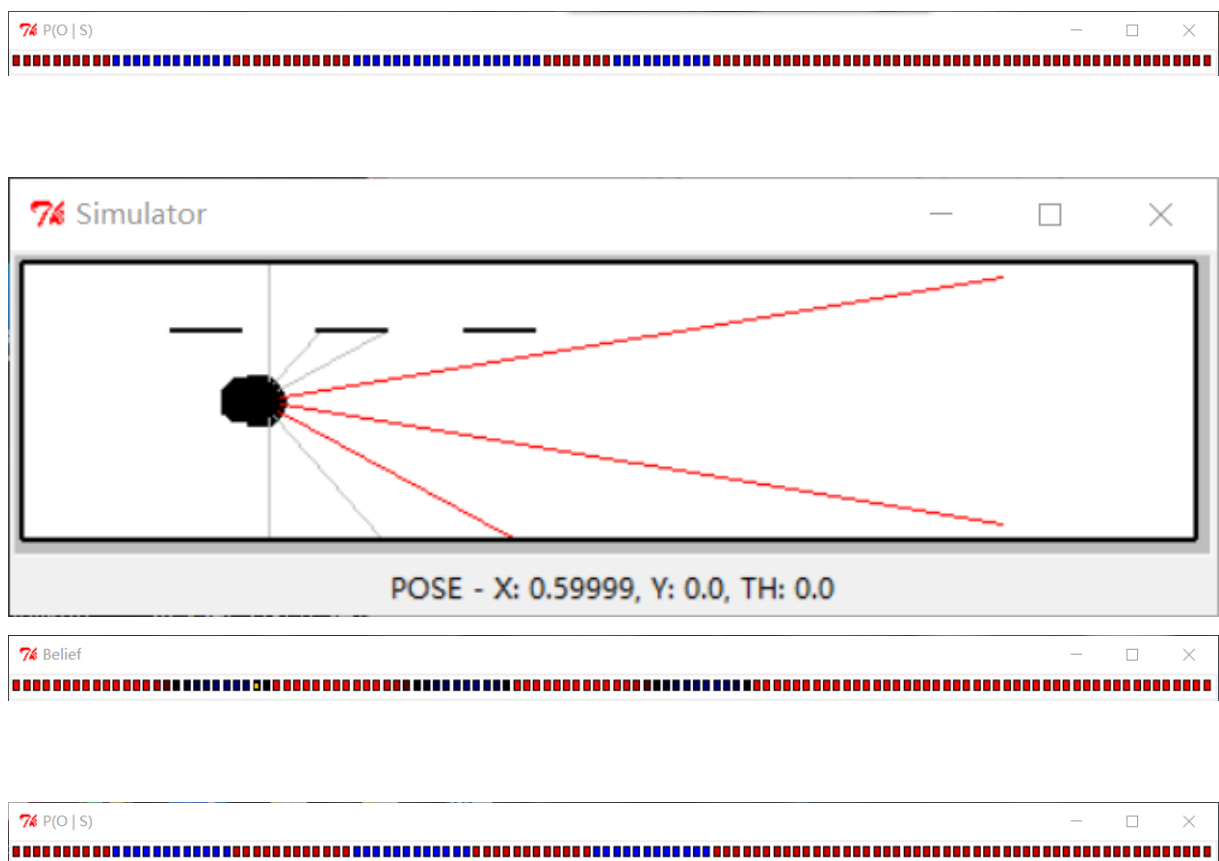 P(O | S)
Simulator
POSE - X: 0.59999, Y: 0.0, TH: 0.0
Belief
P(O | S)